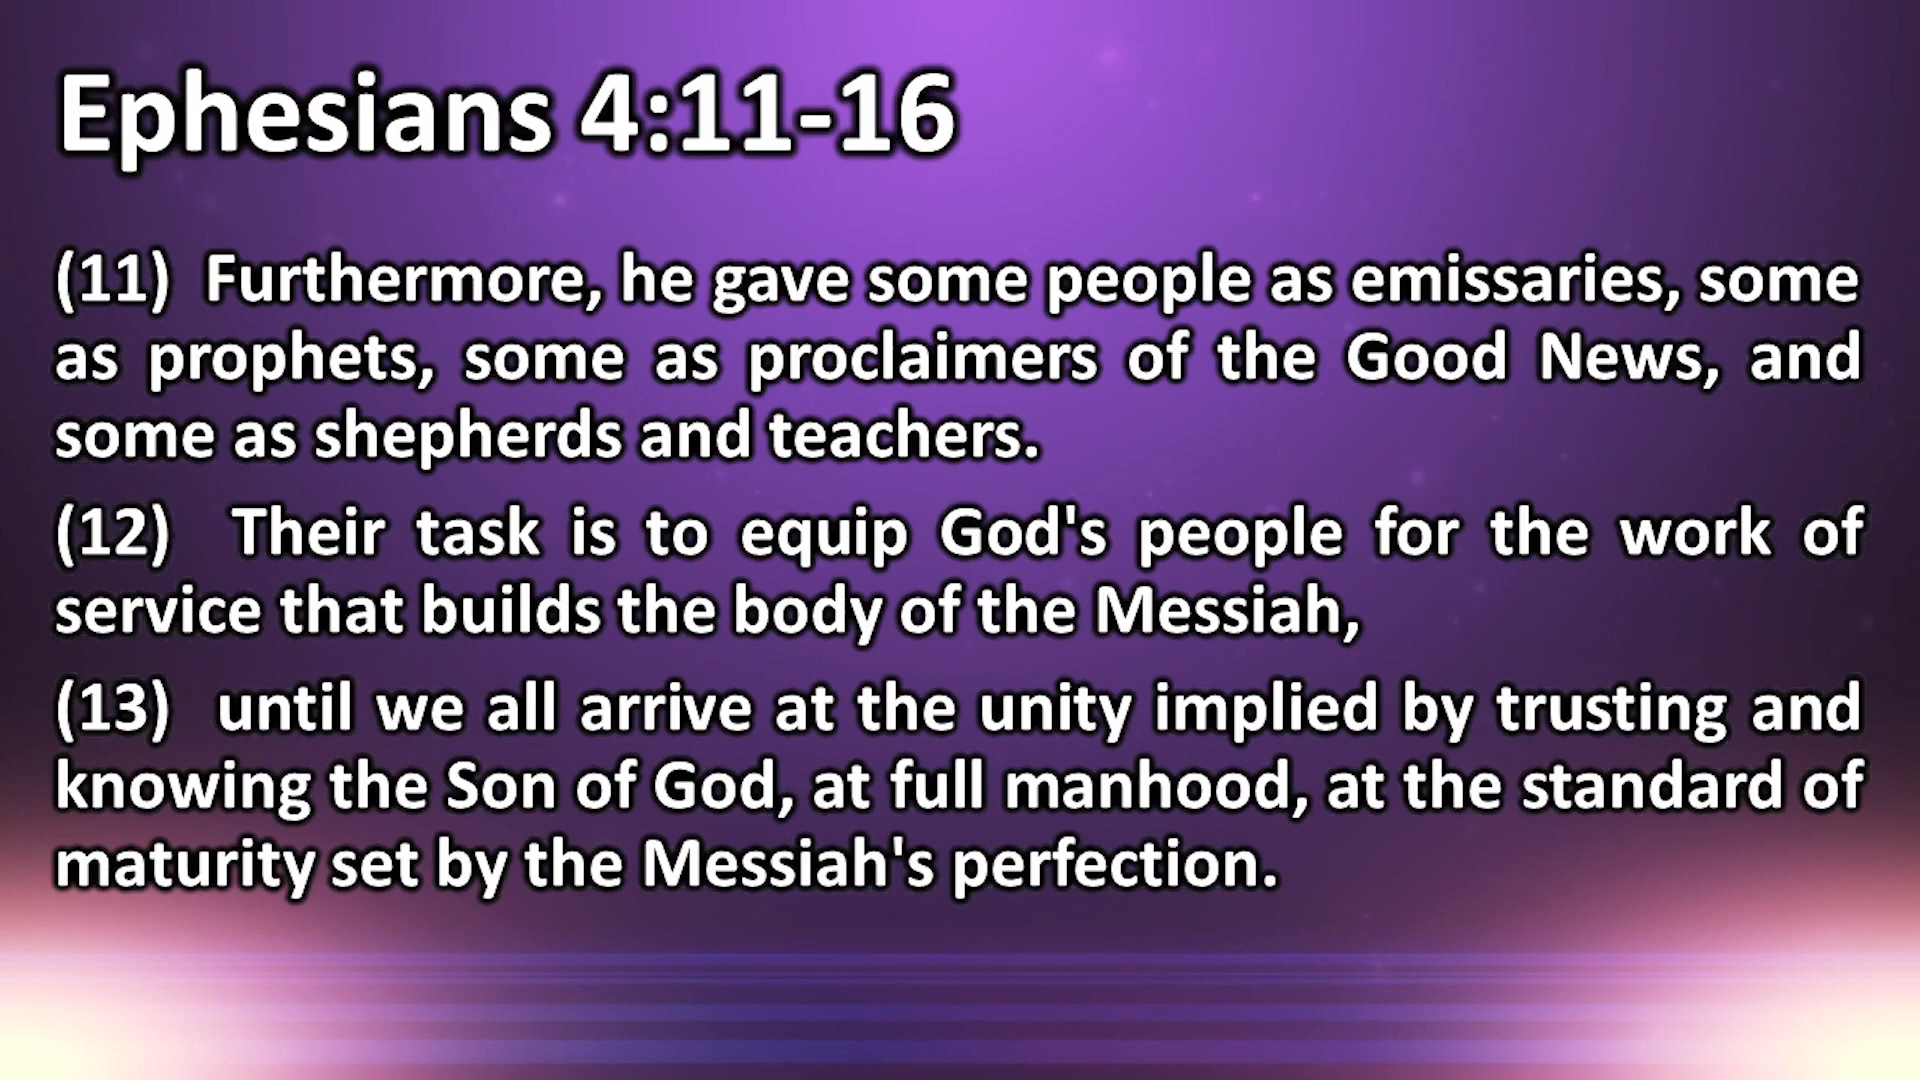 Ephesians 4:11-16
(11) Furthermore, he gave some people as emissaries, some
as prophets, some as proclaimers of the Good News, and
some as shepherds and teachers.
(12) Their task is to equip God's people for the work of
service that builds the body of the Messiah,
(13) until we all arrive at the unity implied by trusting and
knowing the Son of God, at full manhood, at the standard of
maturity set by the Messiah's perfection.